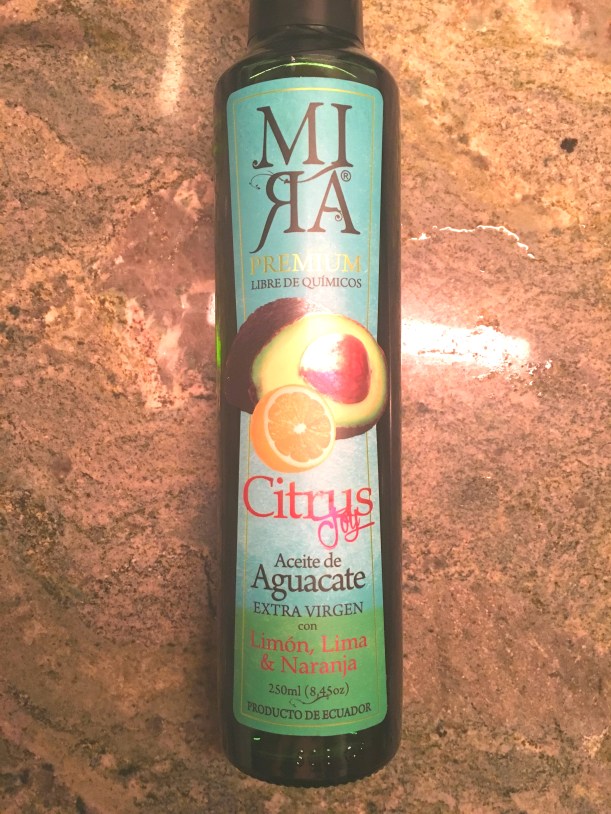 MI
RA®
PREMIUM
LIBRE DE QUÍMICOS
Citrus
Joy
Aceite de
Aguacate
EXTRA VIRGEN
con
Limón, Lima
& Naranja
250ml (8,45oz)
PRODUCTO DE ECUADOR